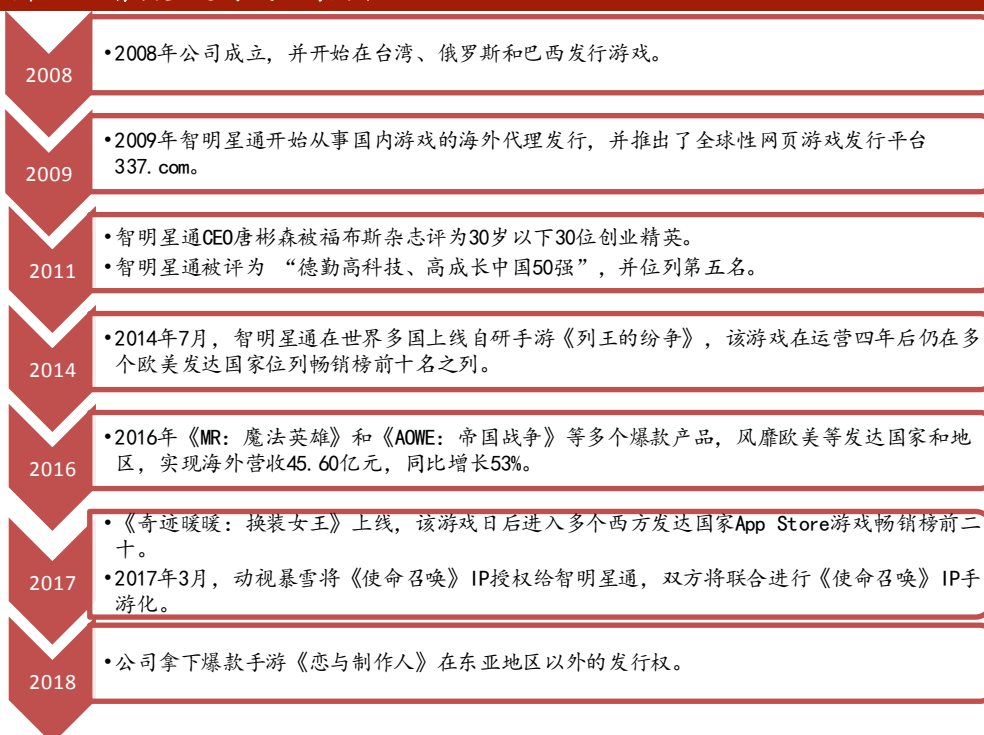 2008
•2008年公司成立，并开始在台湾、俄罗斯和巴西发行游戏。
2009
•2009年智明星通开始从事国内游戏的海外代理发行，并推出了全球性网页游戏发行平台
337.com。
2011
•智明星通CEO唐彬森被福布斯杂志评为30岁以下30位创业精英。
•智明星通被评为 “德勤高科技、高成长中国50强”，并位列第五名。
2014
•2014年7月，智明星通在世界多国上线自研手游《列王的纷争》，该游戏在运营四年后仍在多
个欧美发达国家位列畅销榜前十名之列。
2016
•2016年《MR：魔法英雄》和《AOWE：帝国战争》等多个爆款产品，风靡欧美等发达国家和地
区，实现海外营收45.60亿元，同比增长53%。
2017
•《奇迹暖暖：换装女王》上线，该游戏日后进入多个西方发达国家App Store游戏畅销榜前二
十。
•2017年3月，动视暴雪将《使命召唤》IP授权给智明星通，双方将联合进行《使命召唤》IP手
游化。
2018
•公司拿下爆款手游《恋与制作人》在东亚地区以外的发行权。